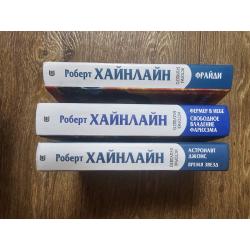 Роберт ХАЙНЛАЙН
ФРАЙДИ
Роберт ХАЙНЛАЙН
ФЕРМЕР В НЕБЕ
СВОБОДНОЕ
ВЛАДЕНИЕ
ФАРНХЭМА
Роберт ХАЙНЛАЙН
АСТРОНАВТ
ДЖОНС
ВРЕМЯ ЗВЕЗД